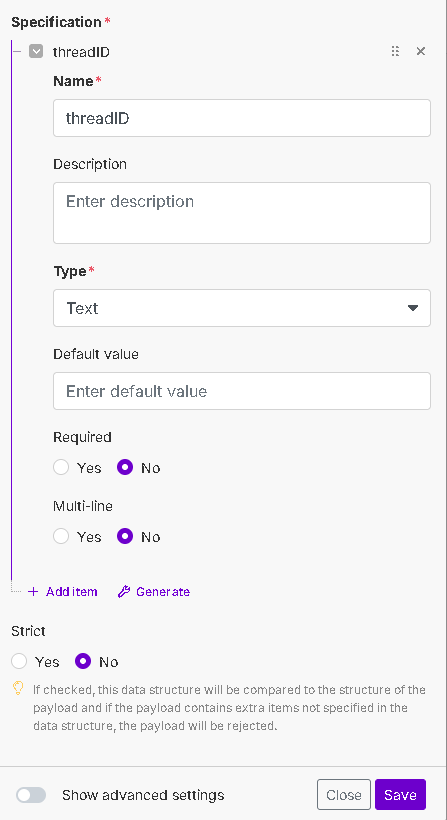 Specification *
threadID
Name*
threadID
Description
Enter description
Type*
Text
Default value
Enter default value
Required
Yes No
Multi-line
Yes No
Add item Generate
Strict
Yes No
If checked, this data structure will be compared to the structure of the
payload and if the payload contains extra items not specified in the
data structure, the payload will be rejected.
Show advanced settings Close Save